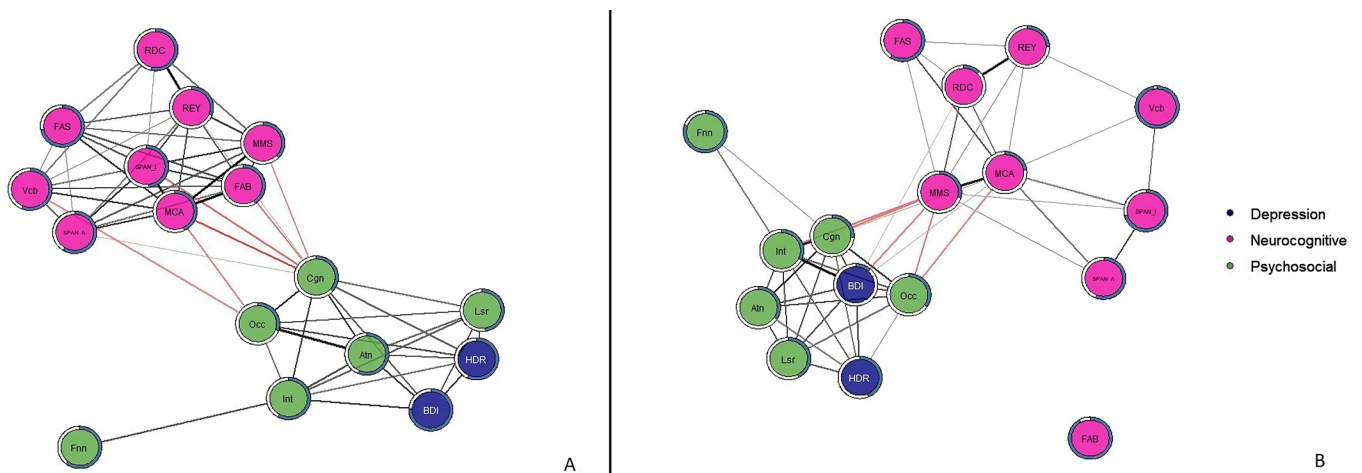 RDC
REY
FAS
MMS
SPAN_I
Vcb
FAB
MCA
SPAN_A
Cgn
Lsr
Occ
Atn
HDR
Int
BDI
Fnn
A
FAS
REY
RDC
Vcb
Fnn
MCA
MMS
SPAN_I
Cgn
Int
SPAN_A
BDI
Occ
Atn
Lsr
HDR
FAB
B
Depression
Neurocognitive
Psychosocial